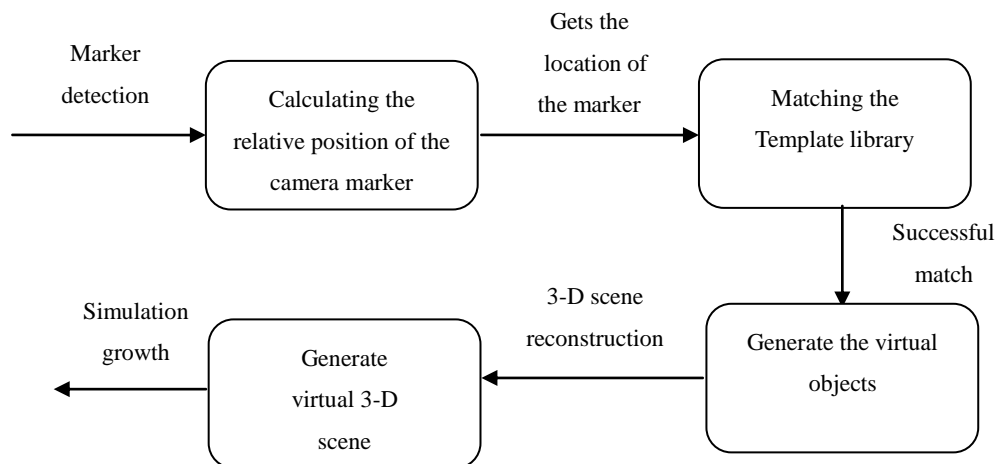 Marker
detection
Calculating the
relative position of the
camera marker
Gets the
location of
the marker
Matching the
Template library
Successful
match
Generate the virtual
objects
3-D scene
reconstruction
Generate
virtual 3-D
scene
Simulation
growth